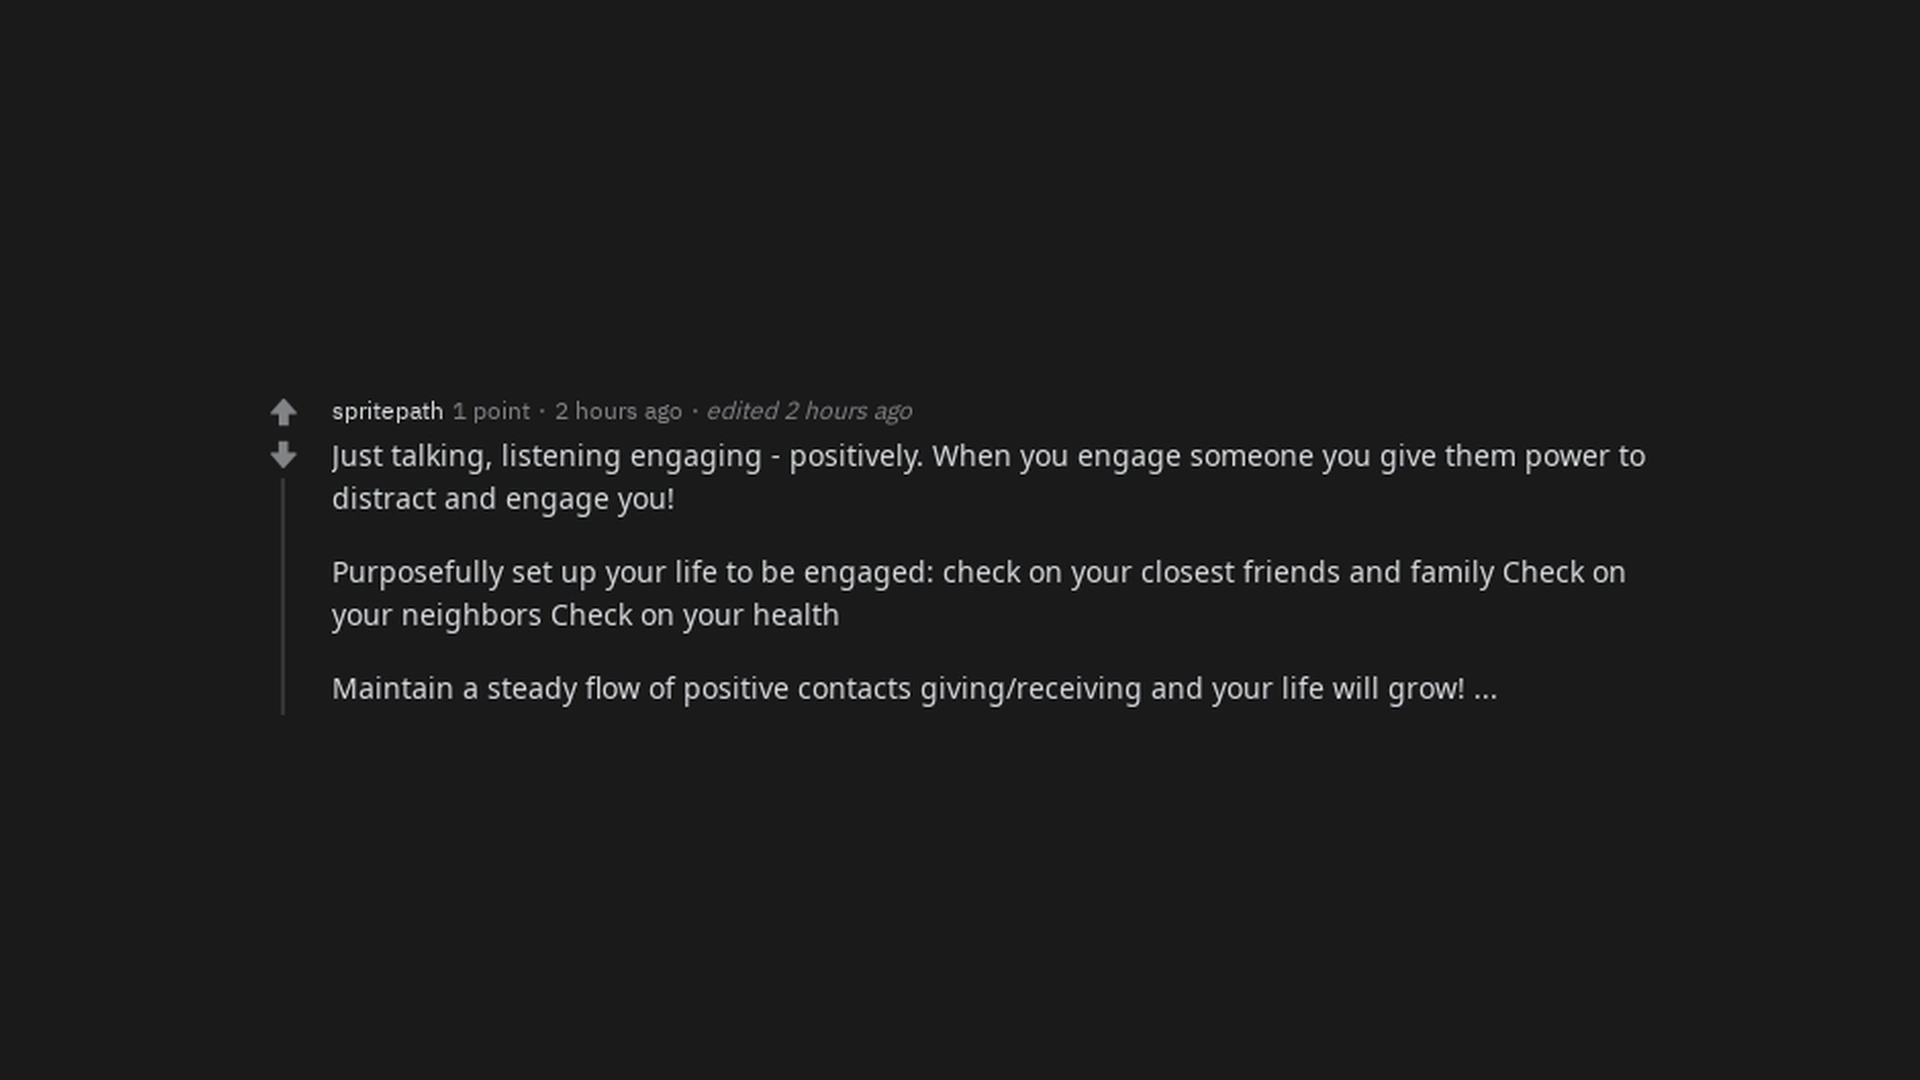 spritepath 1 point · 2 hours ago · edited 2 hours ago
Just talking, listening engaging - positively. When you engage someone you give them power to
distract and engage you!
Purposefully set up your life to be engaged: check on your closest friends and family Check on
your neighbors Check on your health
Maintain a steady flow of positive contacts giving/receiving and your life will grow! ...